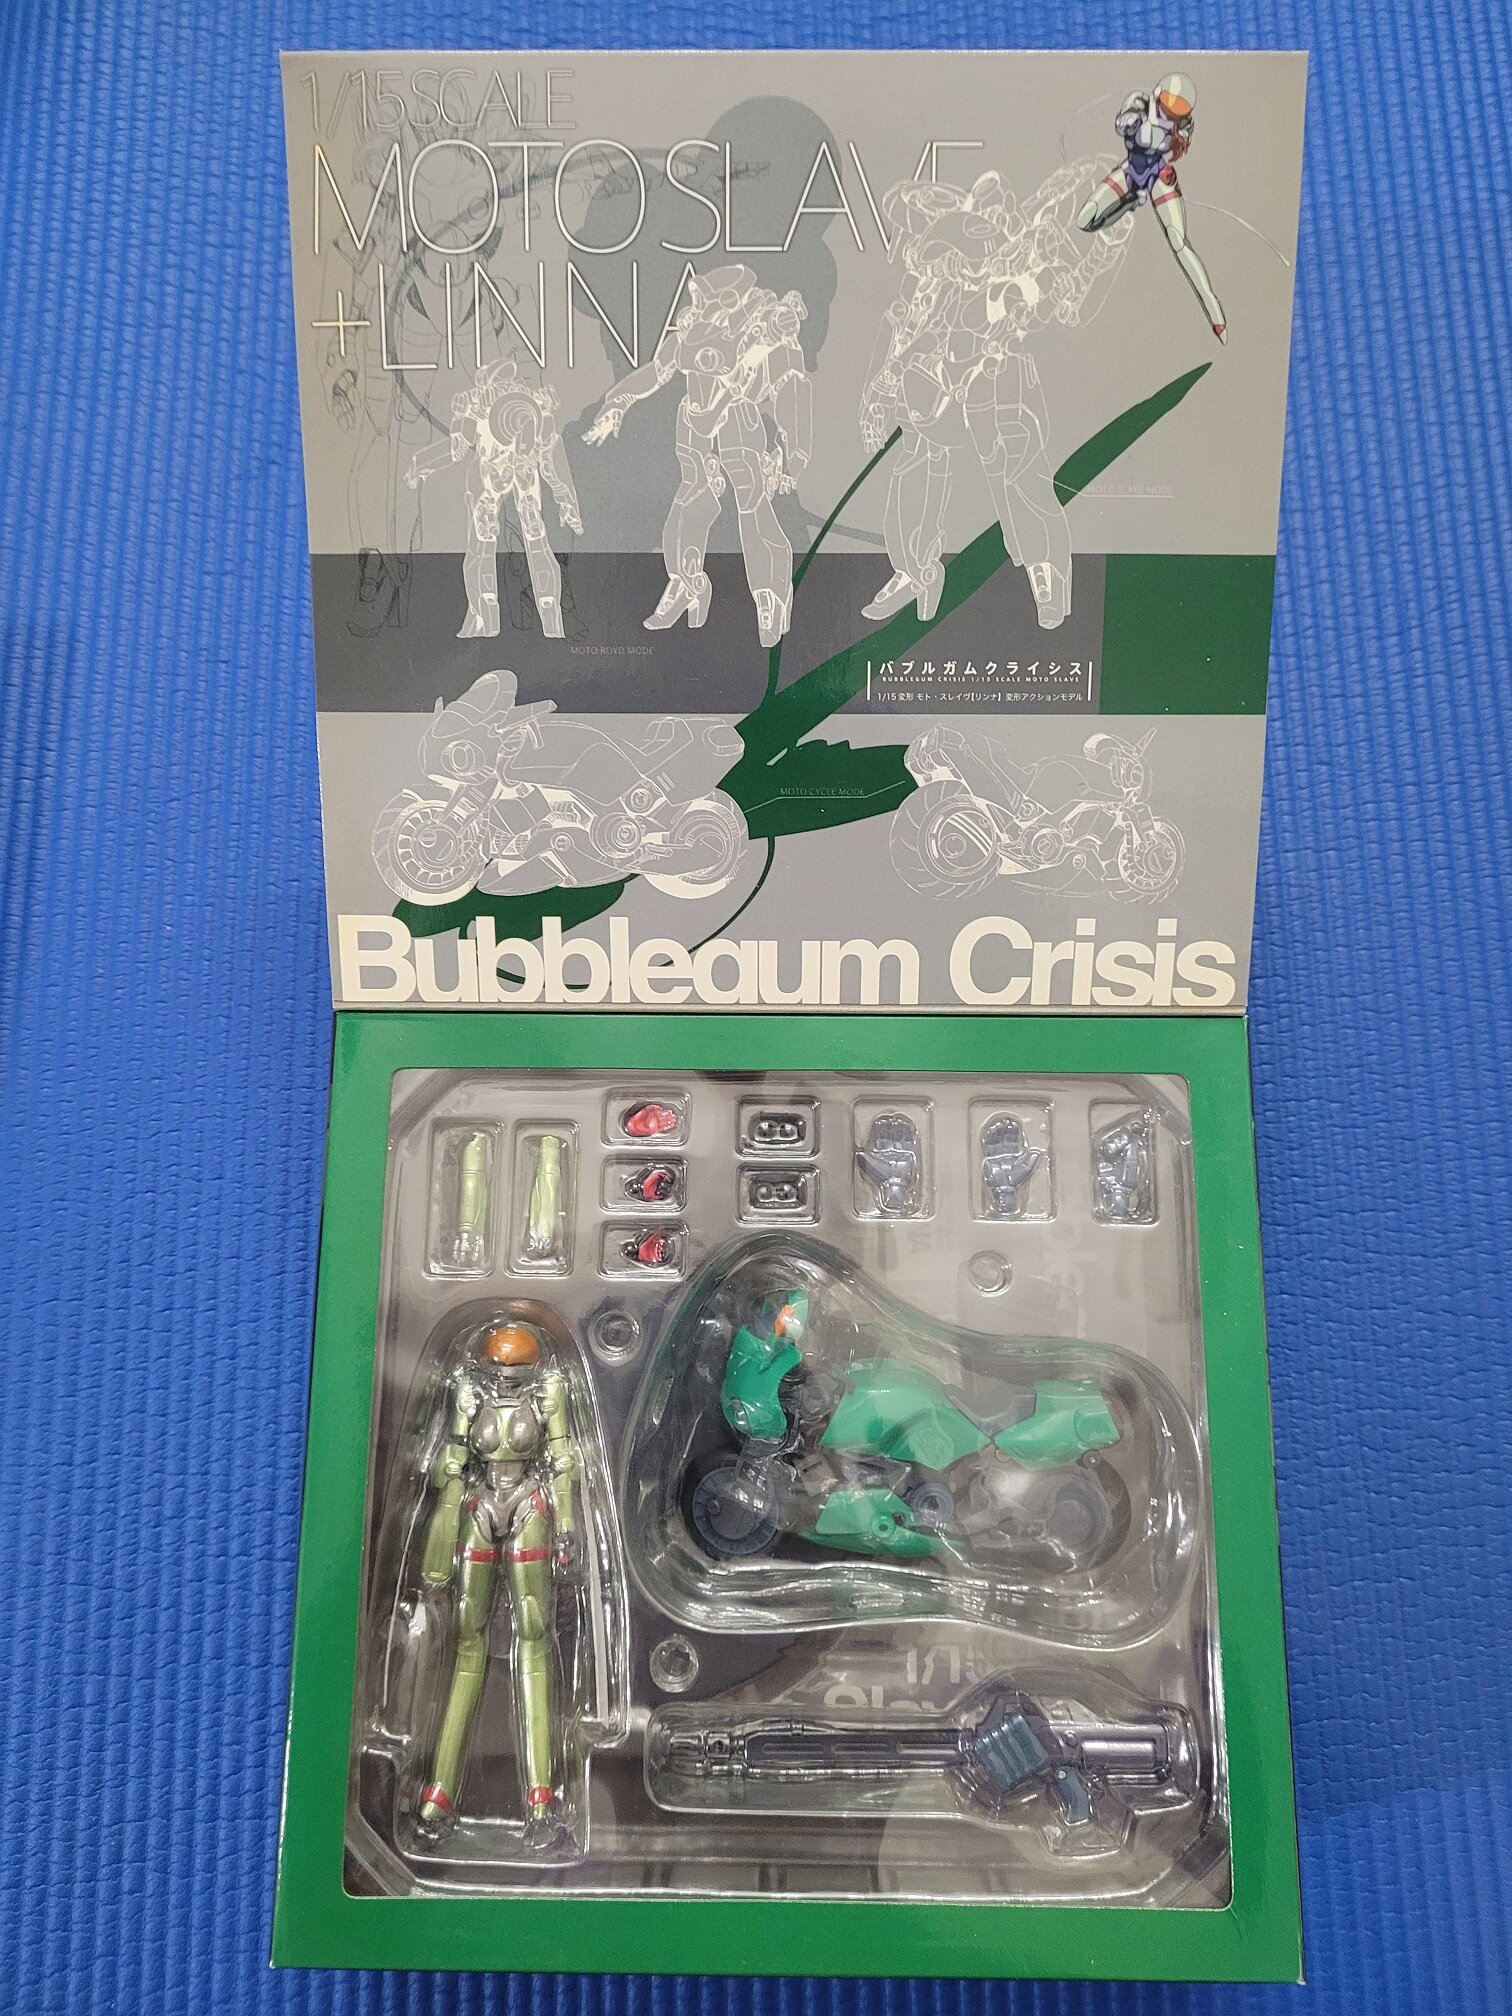 1/15 SCALE
MOTO SLAVE
+LINNA
MOTO SLAVE MODE
MOTO ROYD MODE
バブルガムクライシス
BUBBLEGUM CRISIS 1/15 SCALE MOTO SLAVE
1/15 変形 モト・スレイヴ【リンナ】 変形アクションモデル
MOTO CYCLE MODE
Bubblegum Crisis